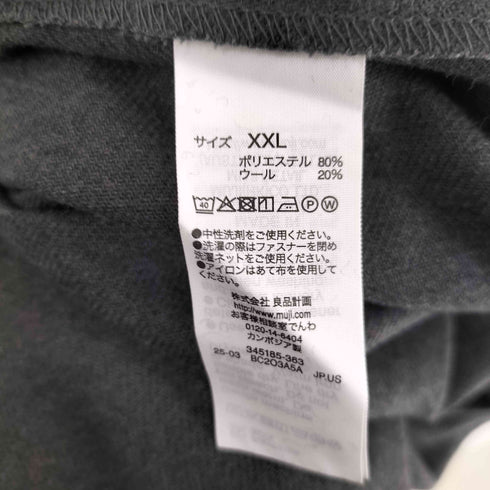 サイズ XXL
ポリエステル 80%
ウール 20%
40 P W
●中性洗剤をご使用ください。
●洗濯の際はファスナーを閉め
洗濯ネットをご使用ください。
●アイロンはあて布を使用して
ください。
株式会社 良品計画
http://www.muji.com
お客様相談室でんわ
0120-14-6404
カンボジア製
345185-363
25-03 BC2O3A5A JP,US